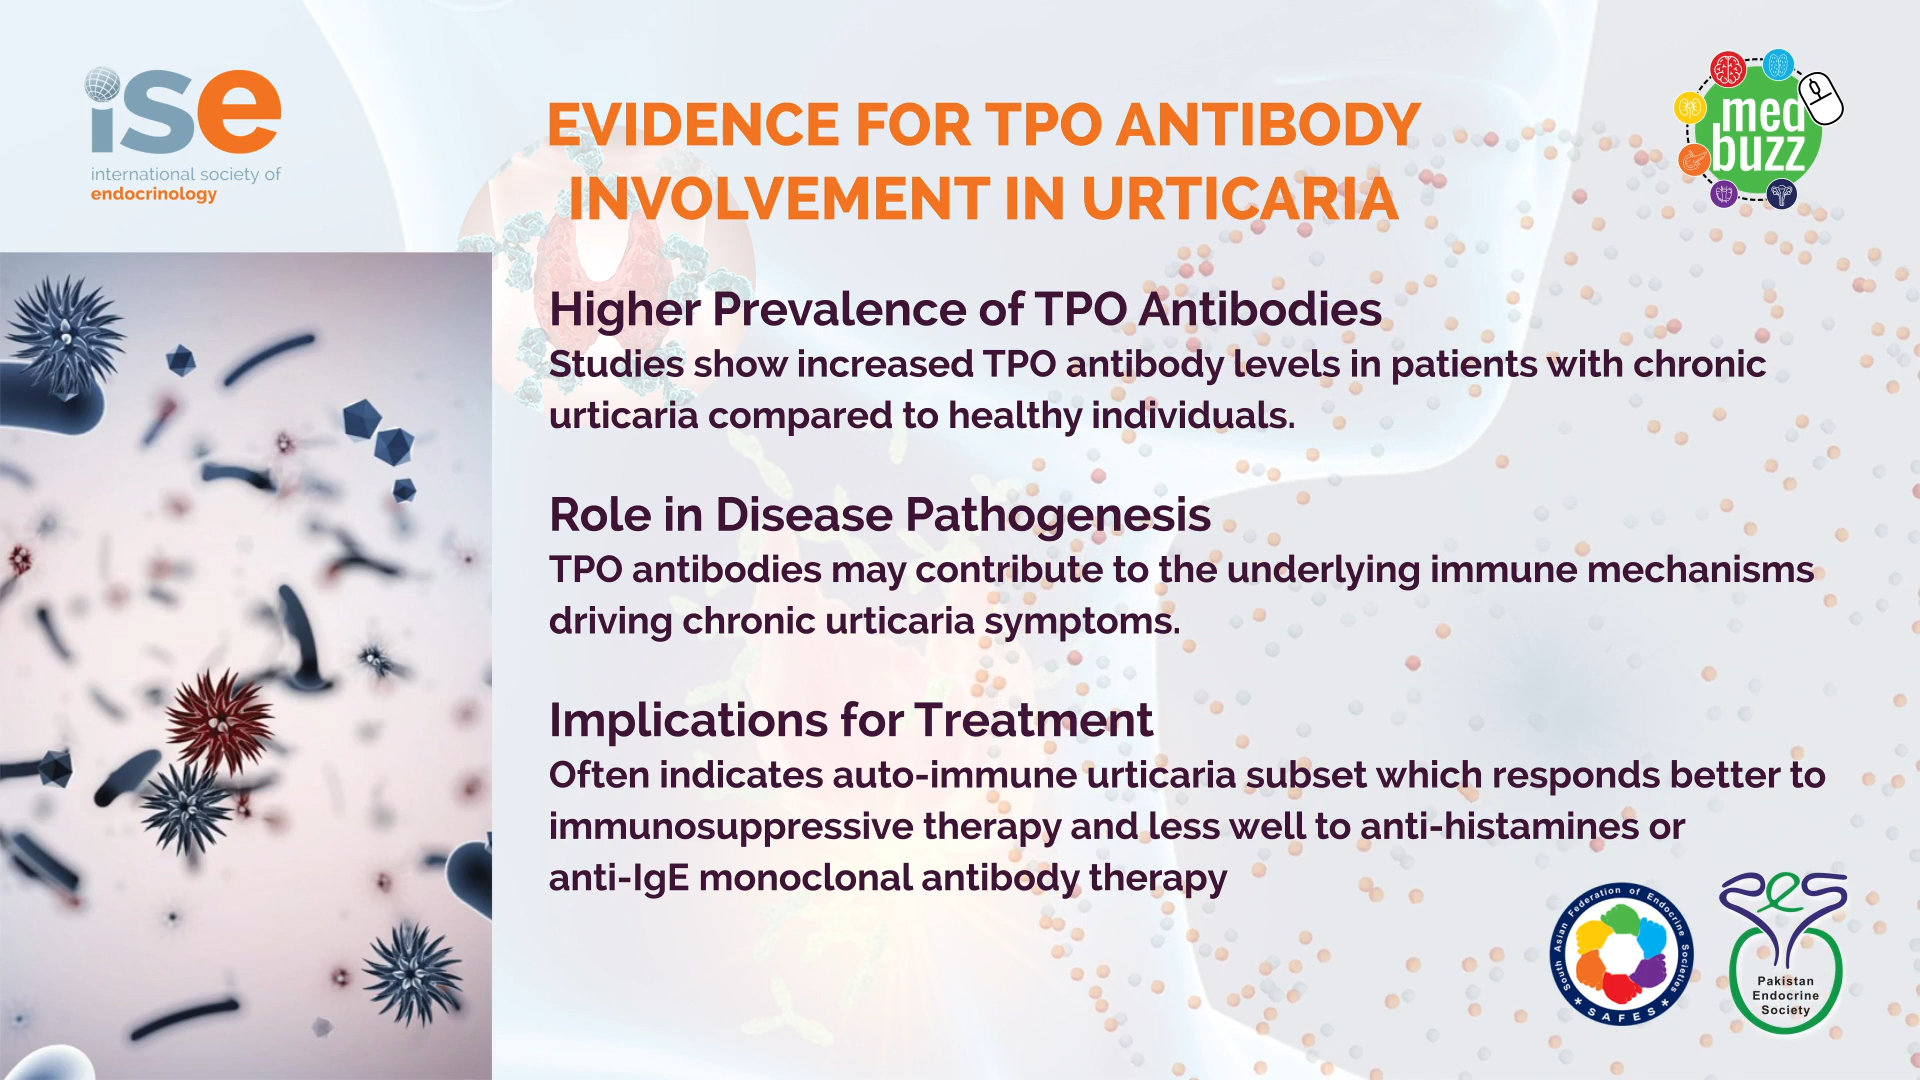 ise
international society of
endocrinology
EVIDENCE FOR TPO ANTIBODY
INVOLVEMENT IN URTICARIA
med
buzz
Higher Prevalence of TPO Antibodies
Studies show increased TPO antibody levels in patients with chronic
urticaria compared to healthy individuals.
Role in Disease Pathogenesis
TPO antibodies may contribute to the underlying immune mechanisms
driving chronic urticaria symptoms.
Implications for Treatment
Often indicates auto-immune urticaria subset which responds better to
immunosuppressive therapy and less well to anti-histamines or
anti-IgE monoclonal antibody therapy
South Asian Federation of Endocrine Societies
SAFES
PES
Pakistan
Endocrine
Society